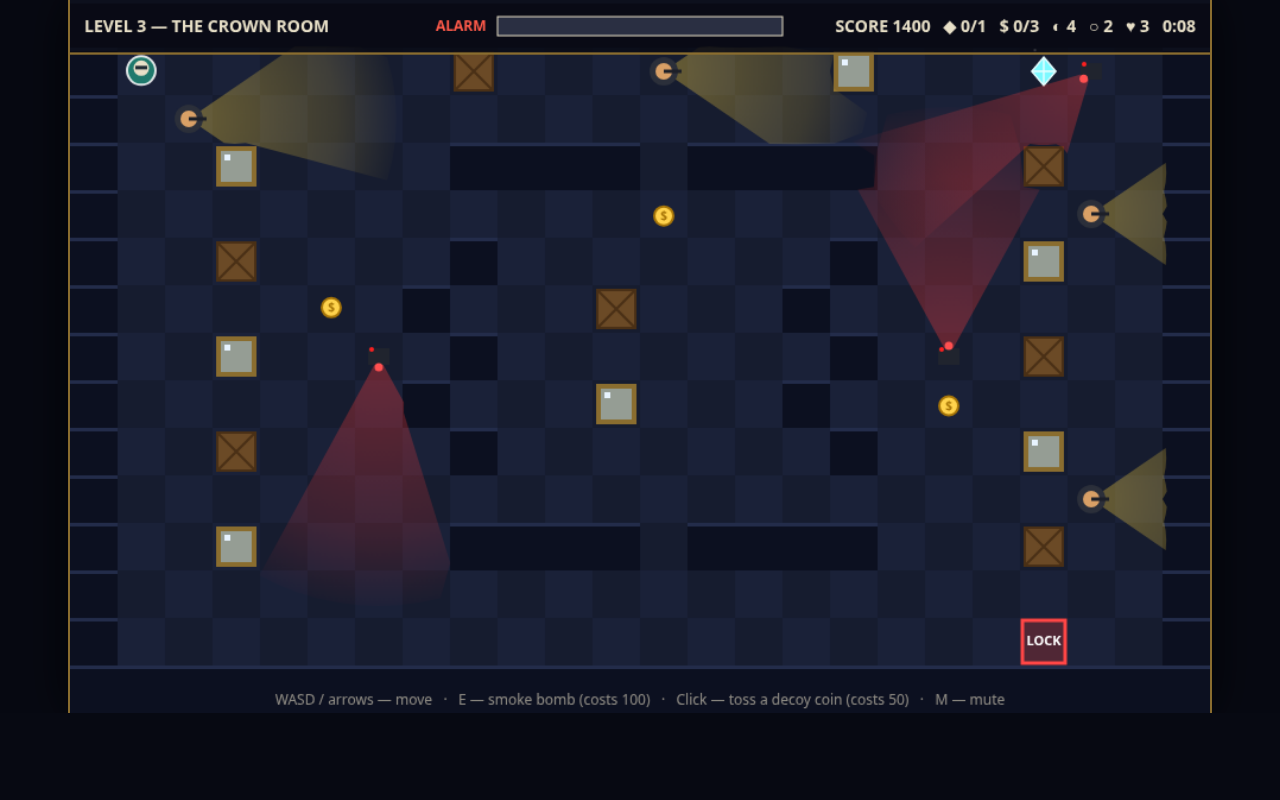 LEVEL 3 — THE CROWN ROOM ALARM SCORE 1400 ◆ 0/1 $ 0/3 4 ○ 2 ♥ 3 0:08
$
$
$
LOCK
WASD / arrows — move · E — smoke bomb (costs 100) · Click — toss a decoy coin (costs 50) · M — mute